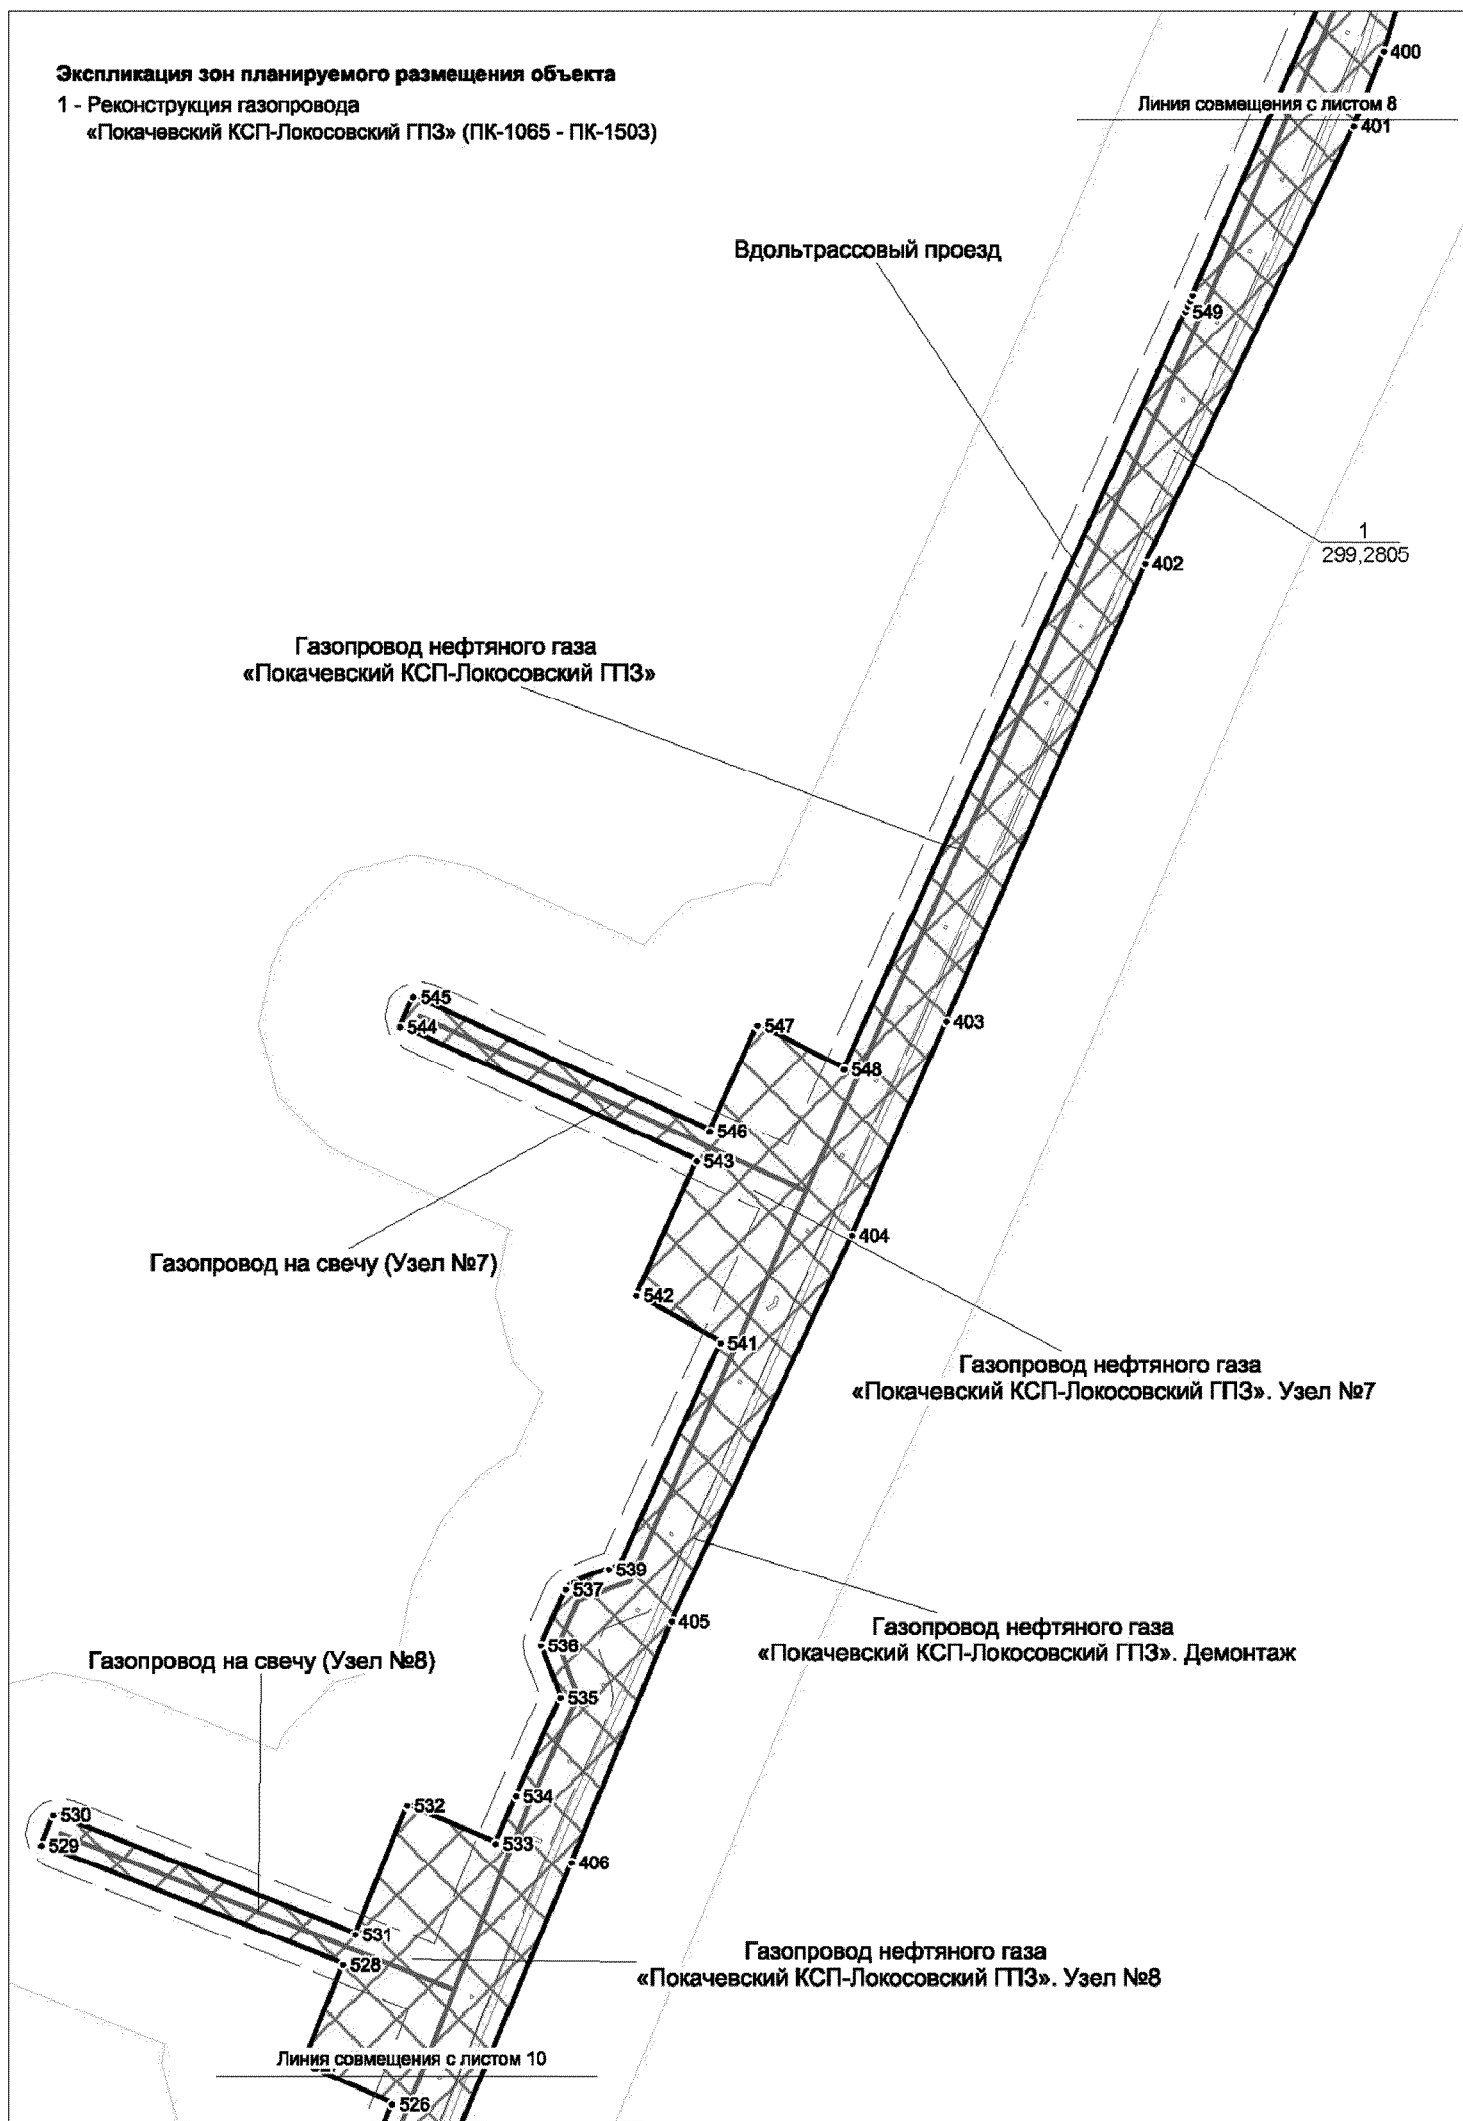 Экспликация зон планируемого размещения объекта
1 - Реконструкция газопровода
«Покачевский КСП-Локосовский ГПЗ» (ПК-1065 - ПК-1503)
400
Линия совмещения с листом 8
401
Вдольтрассовый проезд
549
1
299,2805
402
Газопровод нефтяного газа
«Покачевский КСП-Локосовский ГПЗ»
545
544
547
403
548
546
543
404
Газопровод на свечу (Узел №7)
542
541
Газопровод нефтяного газа
«Покачевский КСП-Локосовский ГПЗ». Узел №7
539
537
405
Газопровод нефтяного газа
«Покачевский КСП-Локосовский ГПЗ». Демонтаж
536
Газопровод на свечу (Узел №8)
535
534
532
530
529
533
406
531
528
Газопровод нефтяного газа
«Покачевский КСП-Локосовский ГПЗ». Узел №8
Линия совмещения с листом 10
526